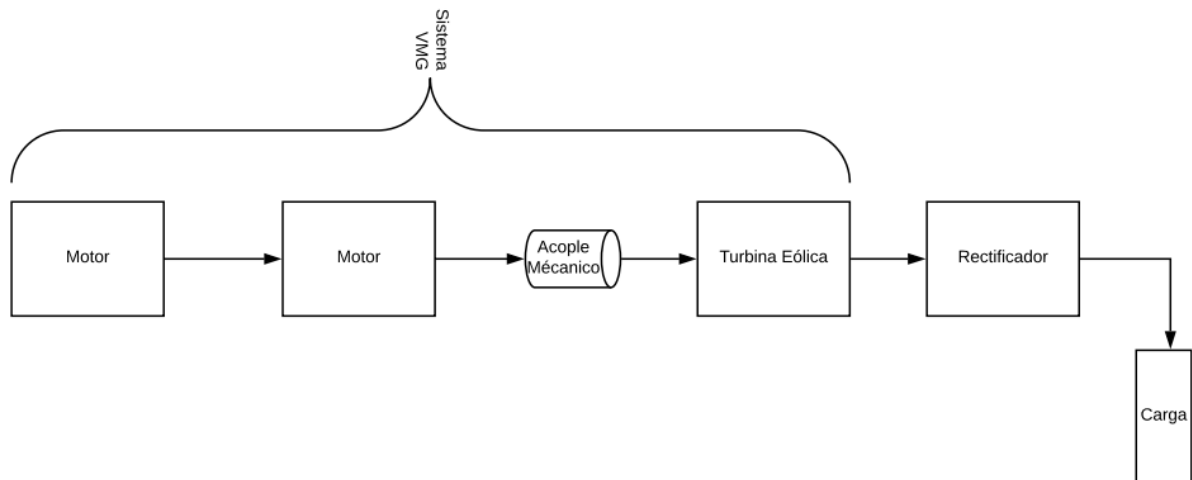 Sistema
VMG
Motor
Motor
Acople
Mécanico
Turbina Eólica
Rectificador
Carga